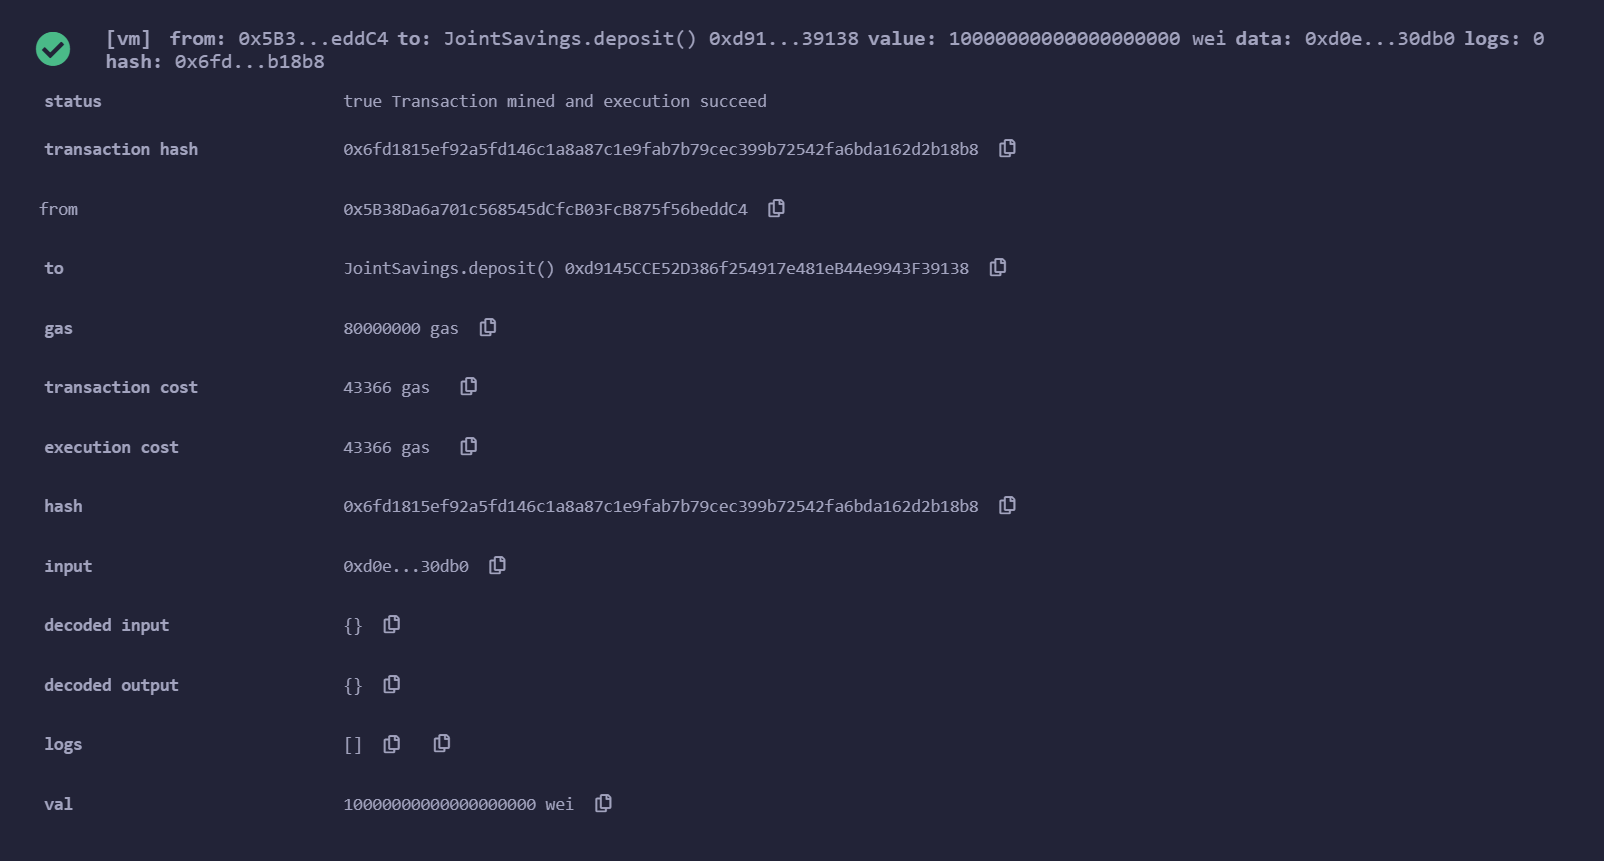 [vm] from: 0x5B3...eddC4 to: JointSavings.deposit() 0xd91...39138 value: 10000000000000000000 wei data: 0xd0e...30db0 logs: 0
hash: 0x6fd...b18b8
status true Transaction mined and execution succeed
transaction hash 0x6fd1815ef92a5fd146c1a8a87c1e9fab7b79cec399b72542fa6bda162d2b18b8
from 0x5B38Da6a701c568545dCfcB03FcB875f56beddC4
to JointSavings.deposit() 0xd9145CCE52D386f254917e481eB44e9943F39138
gas 80000000 gas
transaction cost 43366 gas
execution cost 43366 gas
hash 0x6fd1815ef92a5fd146c1a8a87c1e9fab7b79cec399b72542fa6bda162d2b18b8
input 0xd0e...30db0
decoded input {}
decoded output {}
logs []
val 10000000000000000000 wei